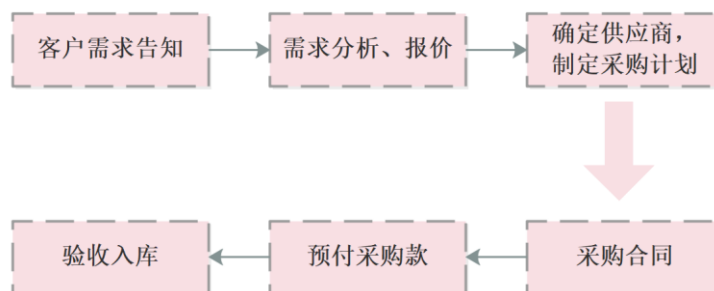 客户需求告知
需求分析、报价
确定供应商，
制定采购计划
采购合同
预付采购款
验收入库